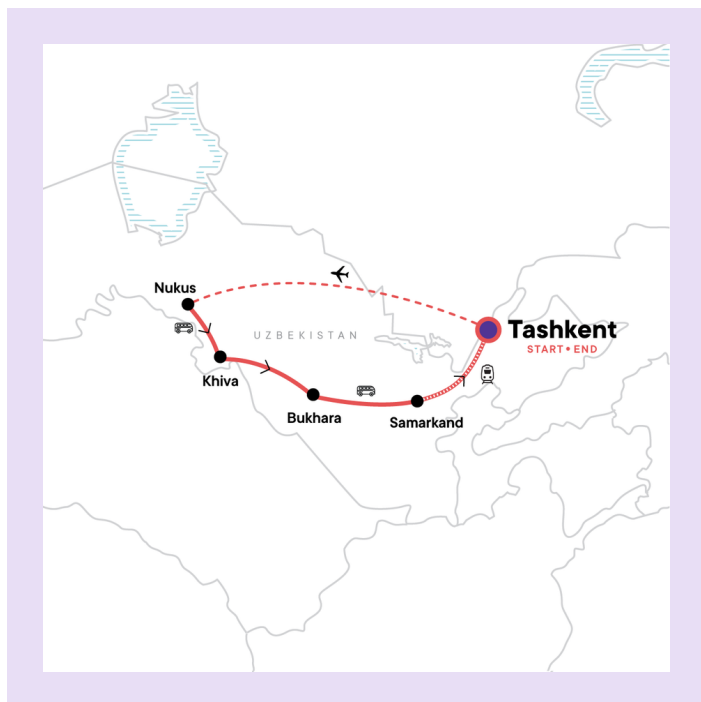 Nukus
UZBEKISTAN
Tashkent
START • END
Khiva
Bukhara
Samarkand